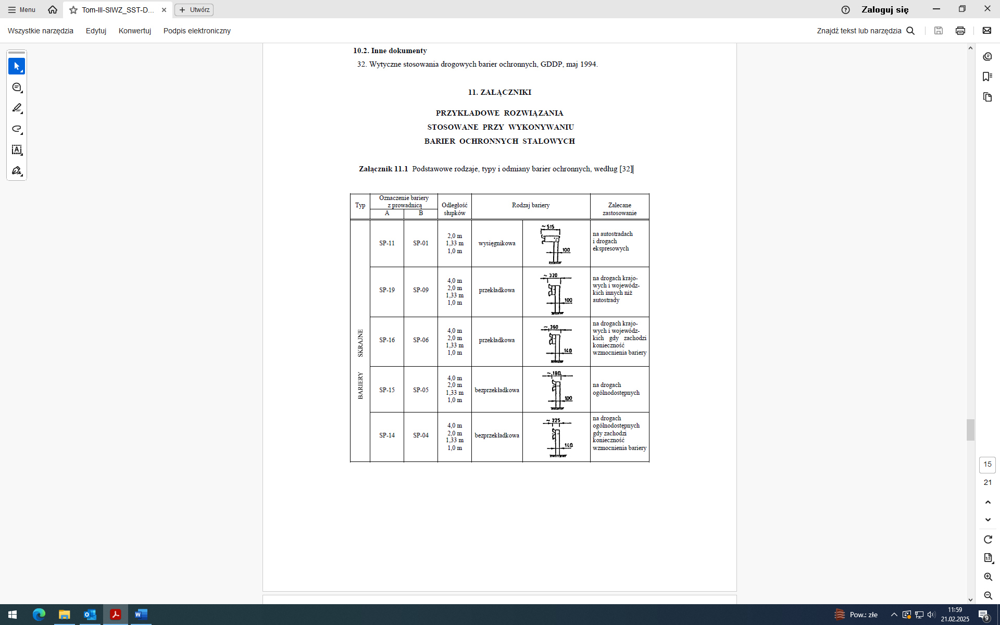 Menu
Tom-III-SIWZ_SST-D...
Utwórz
Zaloguj się
Wszystkie narzędzia
Edytuj
Konwertuj
Podpis elektroniczny
Znajdź tekst lub narzędzia
10.2. Inne dokumenty
32. Wytyczne stosowania drogowych barier ochronnych, GDDP, maj 1994.
11. ZAŁĄCZNIKI
PRZYKŁADOWE ROZWIĄZANIA
STOSOWANE PRZY WYKONYWANIU
BARIER OCHRONNYCH STALOWYCH
Załącznik 11.1 Podstawowe rodzaje, typy i odmiany barier ochronnych, według [32]
Typ
Oznaczenie bariery
z prowadnicą
A
B
Odległość
słupków
Rodzaj bariery
Zalecane
zastosowanie
BARIERY SKRAJNE
SP-11
SP-01
2,0 m
1,33 m
1,0 m
wysięgnikowa
~ 515
100
na autostradach
i drogach
ekspresowych
SP-19
SP-09
4,0 m
2,0 m
1,33 m
1,0 m
przekładkowa
~ 320
100
na drogach krajo-
wych i wojewódz-
kich innych niż
autostrady
SP-16
SP-06
4,0 m
2,0 m
1,33 m
1,0 m
przekładkowa
~ 360
140
na drogach krajo-
wych i wojewódz-
kich gdy zachodzi
konieczność
wzmocnienia bariery
SP-15
SP-05
4,0 m
2,0 m
1,33 m
1,0 m
bezprzekładkowa
~ 180
100
na drogach
ogólnodostępnych
SP-14
SP-04
4,0 m
2,0 m
1,33 m
1,0 m
bezprzekładkowa
~ 225
140
na drogach
ogólnodostępnych
gdy zachodzi
konieczność
wzmocnienia bariery
15
21
Pow.: złe
11:59
21.02.2025
9